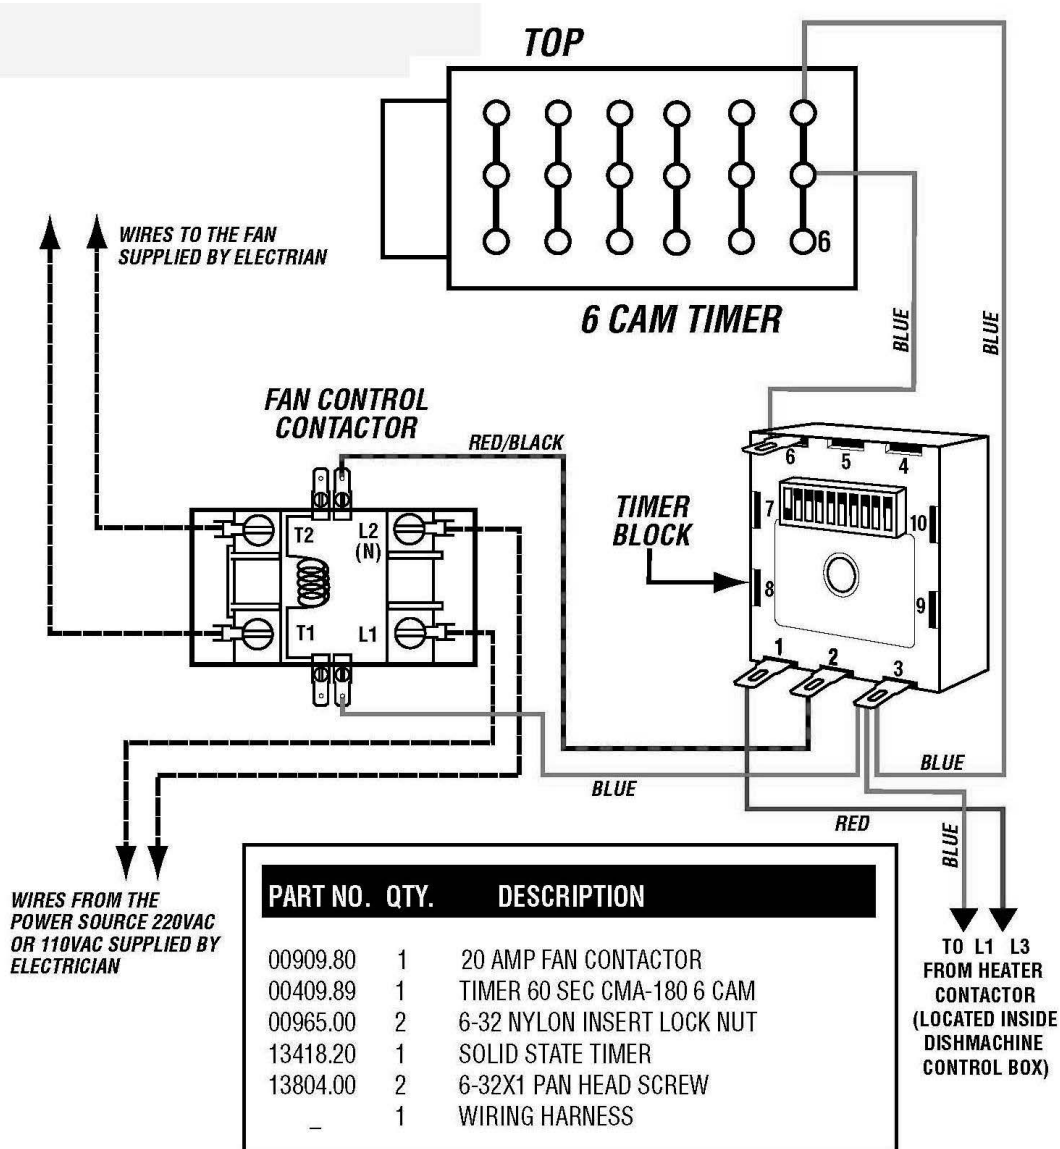 TOP
6
6 CAM TIMER
WIRES TO THE FAN
SUPPLIED BY ELECTRIAN
BLUE
BLUE
FAN CONTROL
CONTACTOR
RED/BLACK
TIMER
BLOCK
6 5 4
7
10
8
9
1
2
3
T2
L2
(N)
T1
L1
BLUE
BLUE
RED
BLUE
WIRES FROM THE
POWER SOURCE 220VAC
OR 110VAC SUPPLIED BY
ELECTRICIAN
TO L1 L3
FROM HEATER
CONTACTOR
(LOCATED INSIDE
DISHMACHINE
CONTROL BOX)
PART NO. QTY. DESCRIPTION
00909.80 1 20 AMP FAN CONTACTOR
00409.89 1 TIMER 60 SEC CMA-180 6 CAM
00965.00 2 6-32 NYLON INSERT LOCK NUT
13418.20 1 SOLID STATE TIMER
13804.00 2 6-32X1 PAN HEAD SCREW
_ 1 WIRING HARNESS